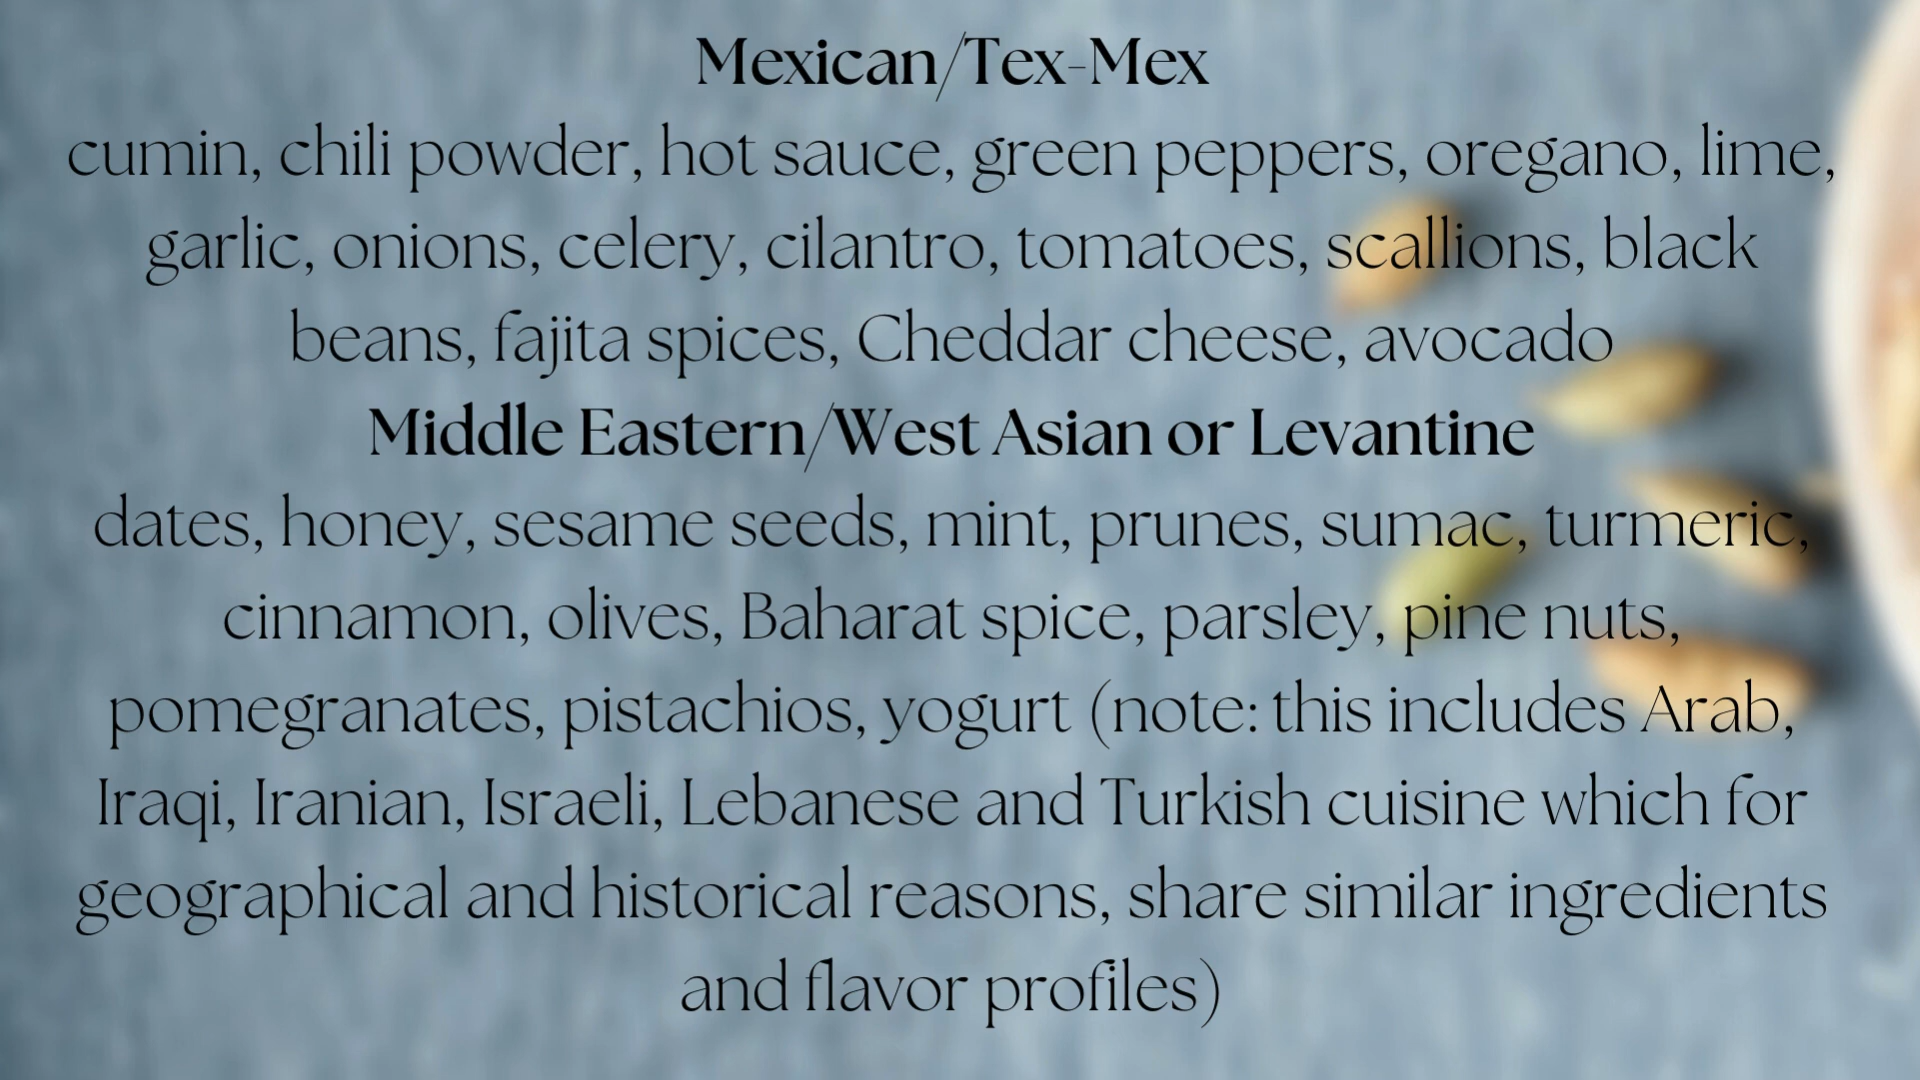 Mexican/Tex-Mex
cumin, chili powder, hot sauce, green peppers, oregano, lime,
garlic, onions, celery, cilantro, tomatoes, scallions, black
beans, fajita spices, Cheddar cheese, avocado
Middle Eastern/West Asian or Levantine
dates, honey, sesame seeds, mint, prunes, sumac, turmeric,
cinnamon, olives, Baharat spice, parsley, pine nuts,
pomegranates, pistachios, yogurt (note: this includes Arab,
Iraqi, Iranian, Israeli, Lebanese and Turkish cuisine which for
geographical and historical reasons, share similar ingredients
and flavor profiles)